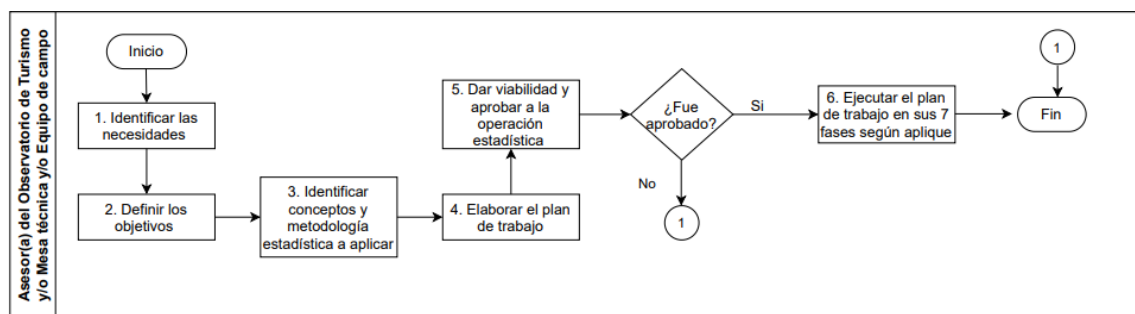 Asesor(a) del Observatorio de Turismo
y/o Mesa técnica y/o Equipo de campo
Inicio
1. Identificar las
necesidades
2. Definir los
objetivos
3. Identificar
conceptos y
metodología
estadística a aplicar
4. Elaborar el plan
de trabajo
5. Dar viabilidad y
aprobar a la
operación
estadística
¿Fue
aprobado?
Si
No
1
6. Ejecutar el plan
de trabajo en sus 7
fases según aplique
1
Fin